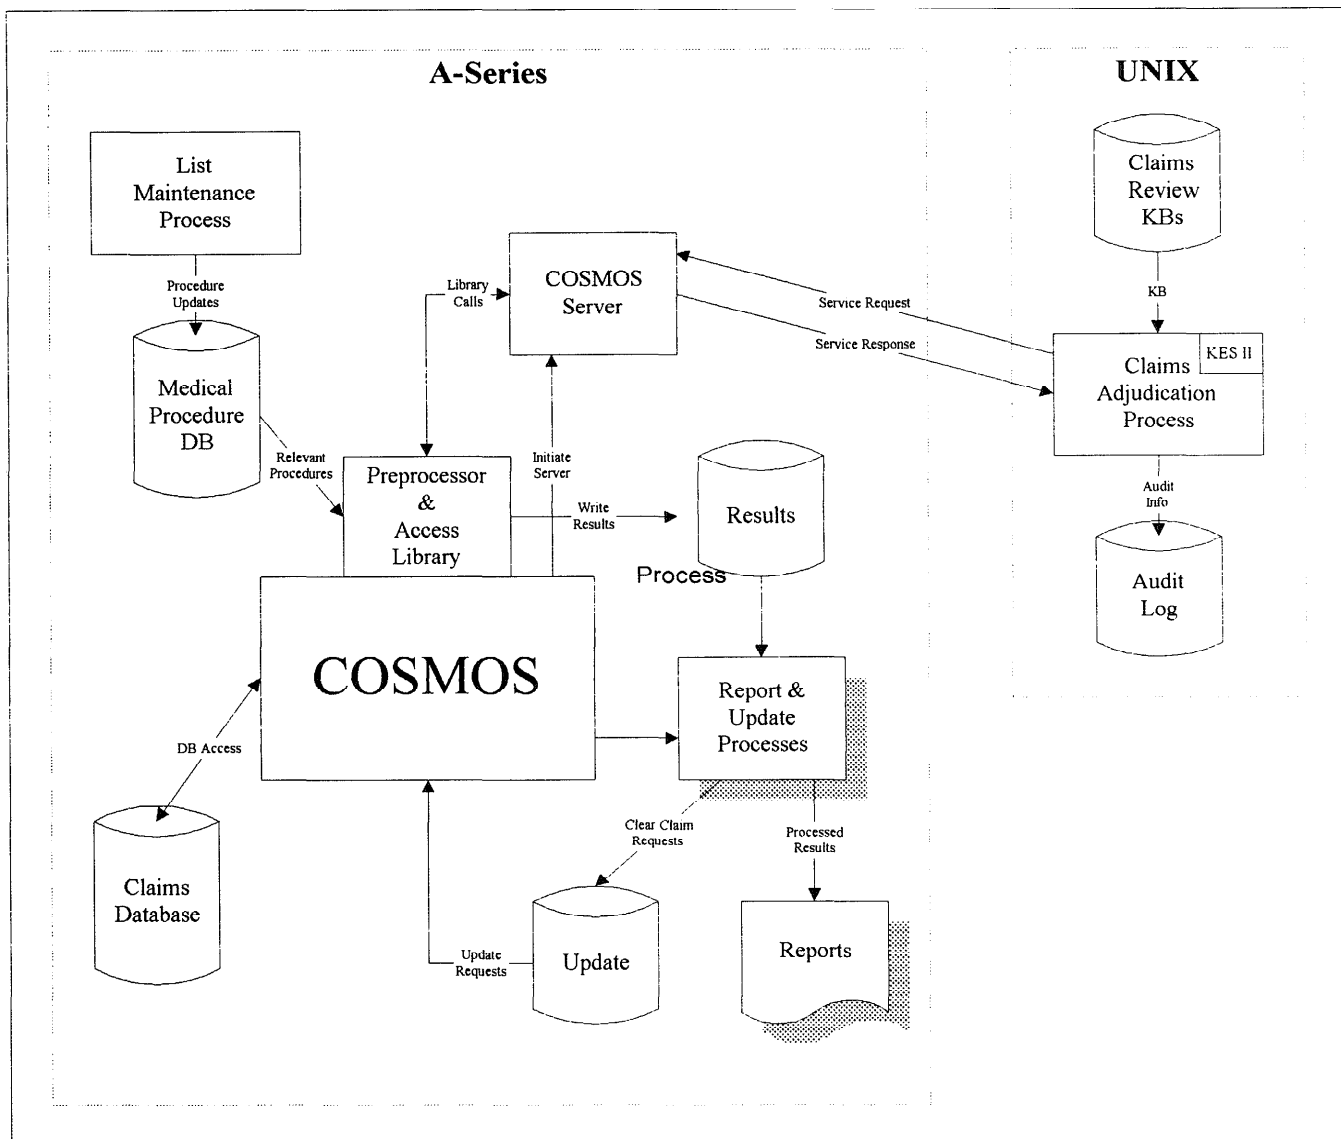 A-Series
UNIX
List
Maintenance
Process
Claims
Review
KBs
COSMOS
Server
Library
Calls
Procedure
Updates
KB
Service Request
Service Response
KES II
Claims
Adjudication
Process
Medical
Procedure
DB
Relevant
Procedures
Initiate
Server
Preprocessor
&
Access
Library
Write
Results
Results
Audit
Info
Process
Audit
Log
COSMOS
Report &
Update
Processes
DB Access
Clear Claim
Requests
Processed
Results
Claims
Database
Update
Requests
Update
Reports